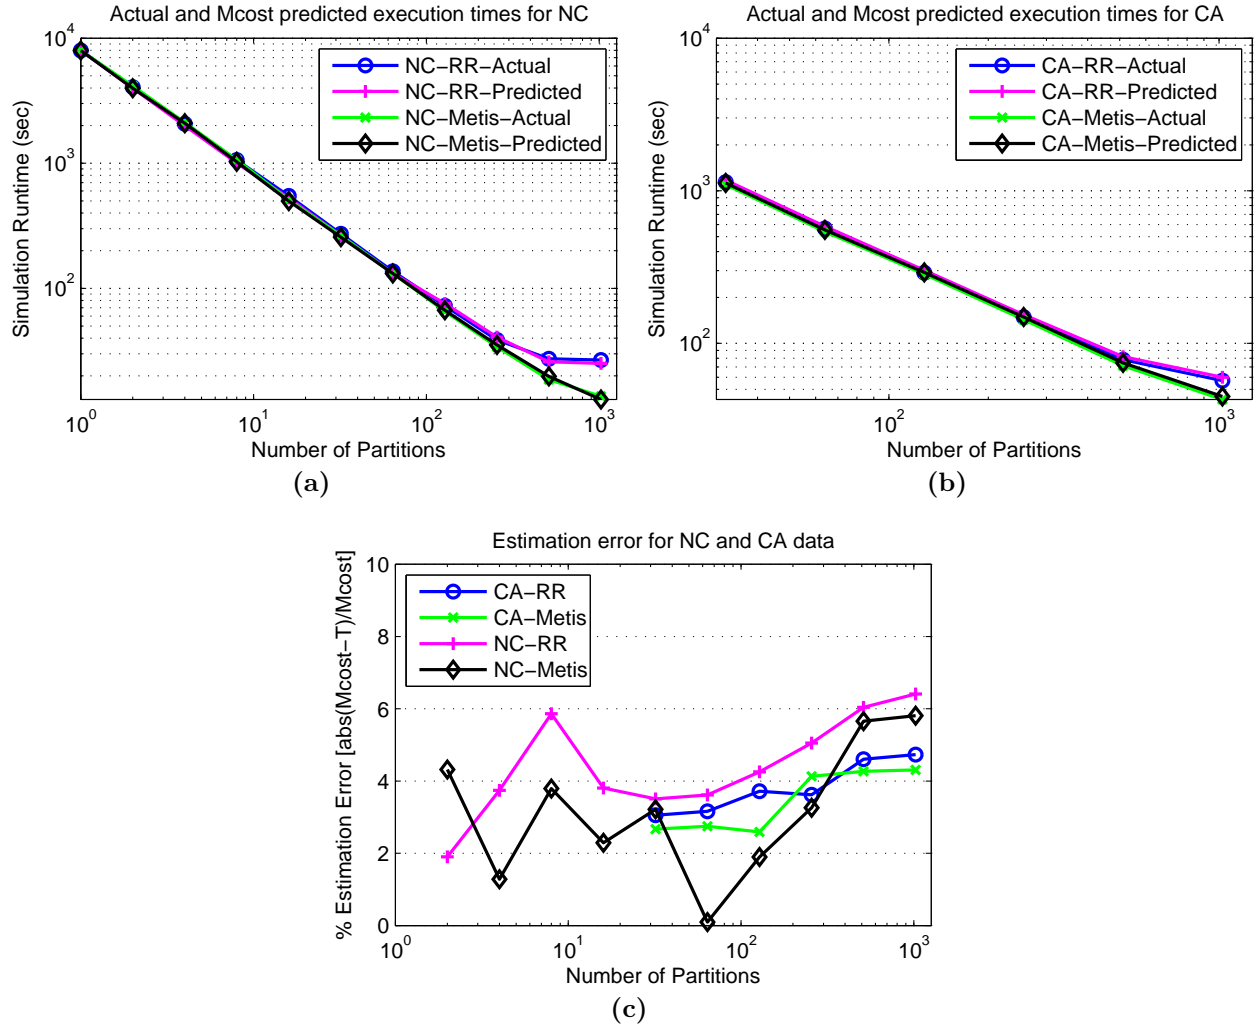 Actual and Mcost predicted execution times for NC
10^4
10^3
10^2
Simulation Runtime (sec)
NC−RR−Actual
NC−RR−Predicted
NC−Metis−Actual
NC−Metis−Predicted
10^0 10^1 10^2 10^3
Number of Partitions
(a)
Actual and Mcost predicted execution times for CA
10^4
10^3
10^2
Simulation Runtime (sec)
CA−RR−Actual
CA−RR−Predicted
CA−Metis−Actual
CA−Metis−Predicted
10^2 10^3
Number of Partitions
(b)
Estimation error for NC and CA data
10
8
6
4
2
0
% Estimation Error [abs(Mcost−T)/Mcost]
CA−RR
CA−Metis
NC−RR
NC−Metis
10^0 10^1 10^2 10^3
Number of Partitions
(c)